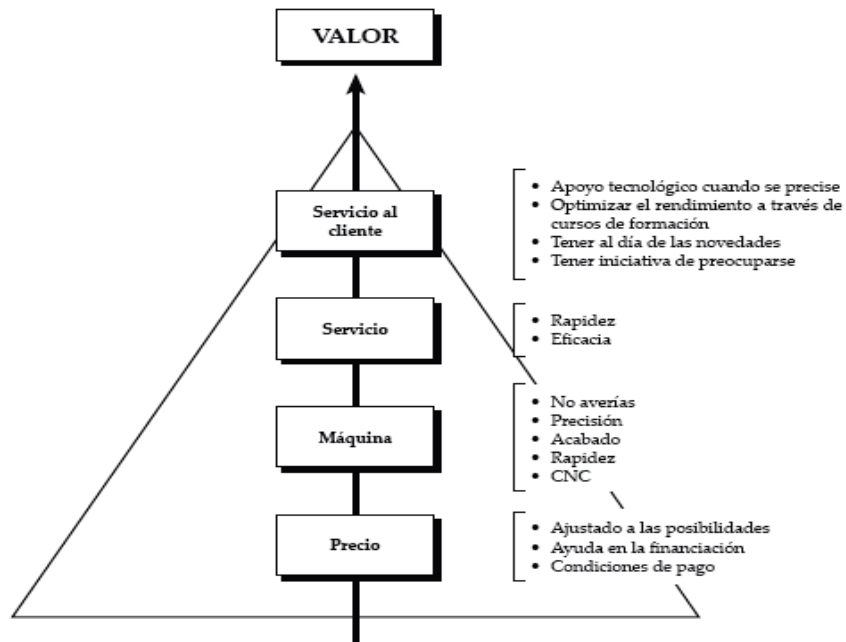 VALOR
Servicio al
cliente
• Apoyo tecnológico cuando se precise
• Optimizar el rendimiento a través de
cursos de formación
• Tener al día de las novedades
• Tener iniciativa de preocuparse
Servicio
• Rapidez
• Eficacia
Máquina
• No averías
• Precisión
• Acabado
• Rapidez
• CNC
Precio
• Ajustado a las posibilidades
• Ayuda en la financiación
• Condiciones de pago